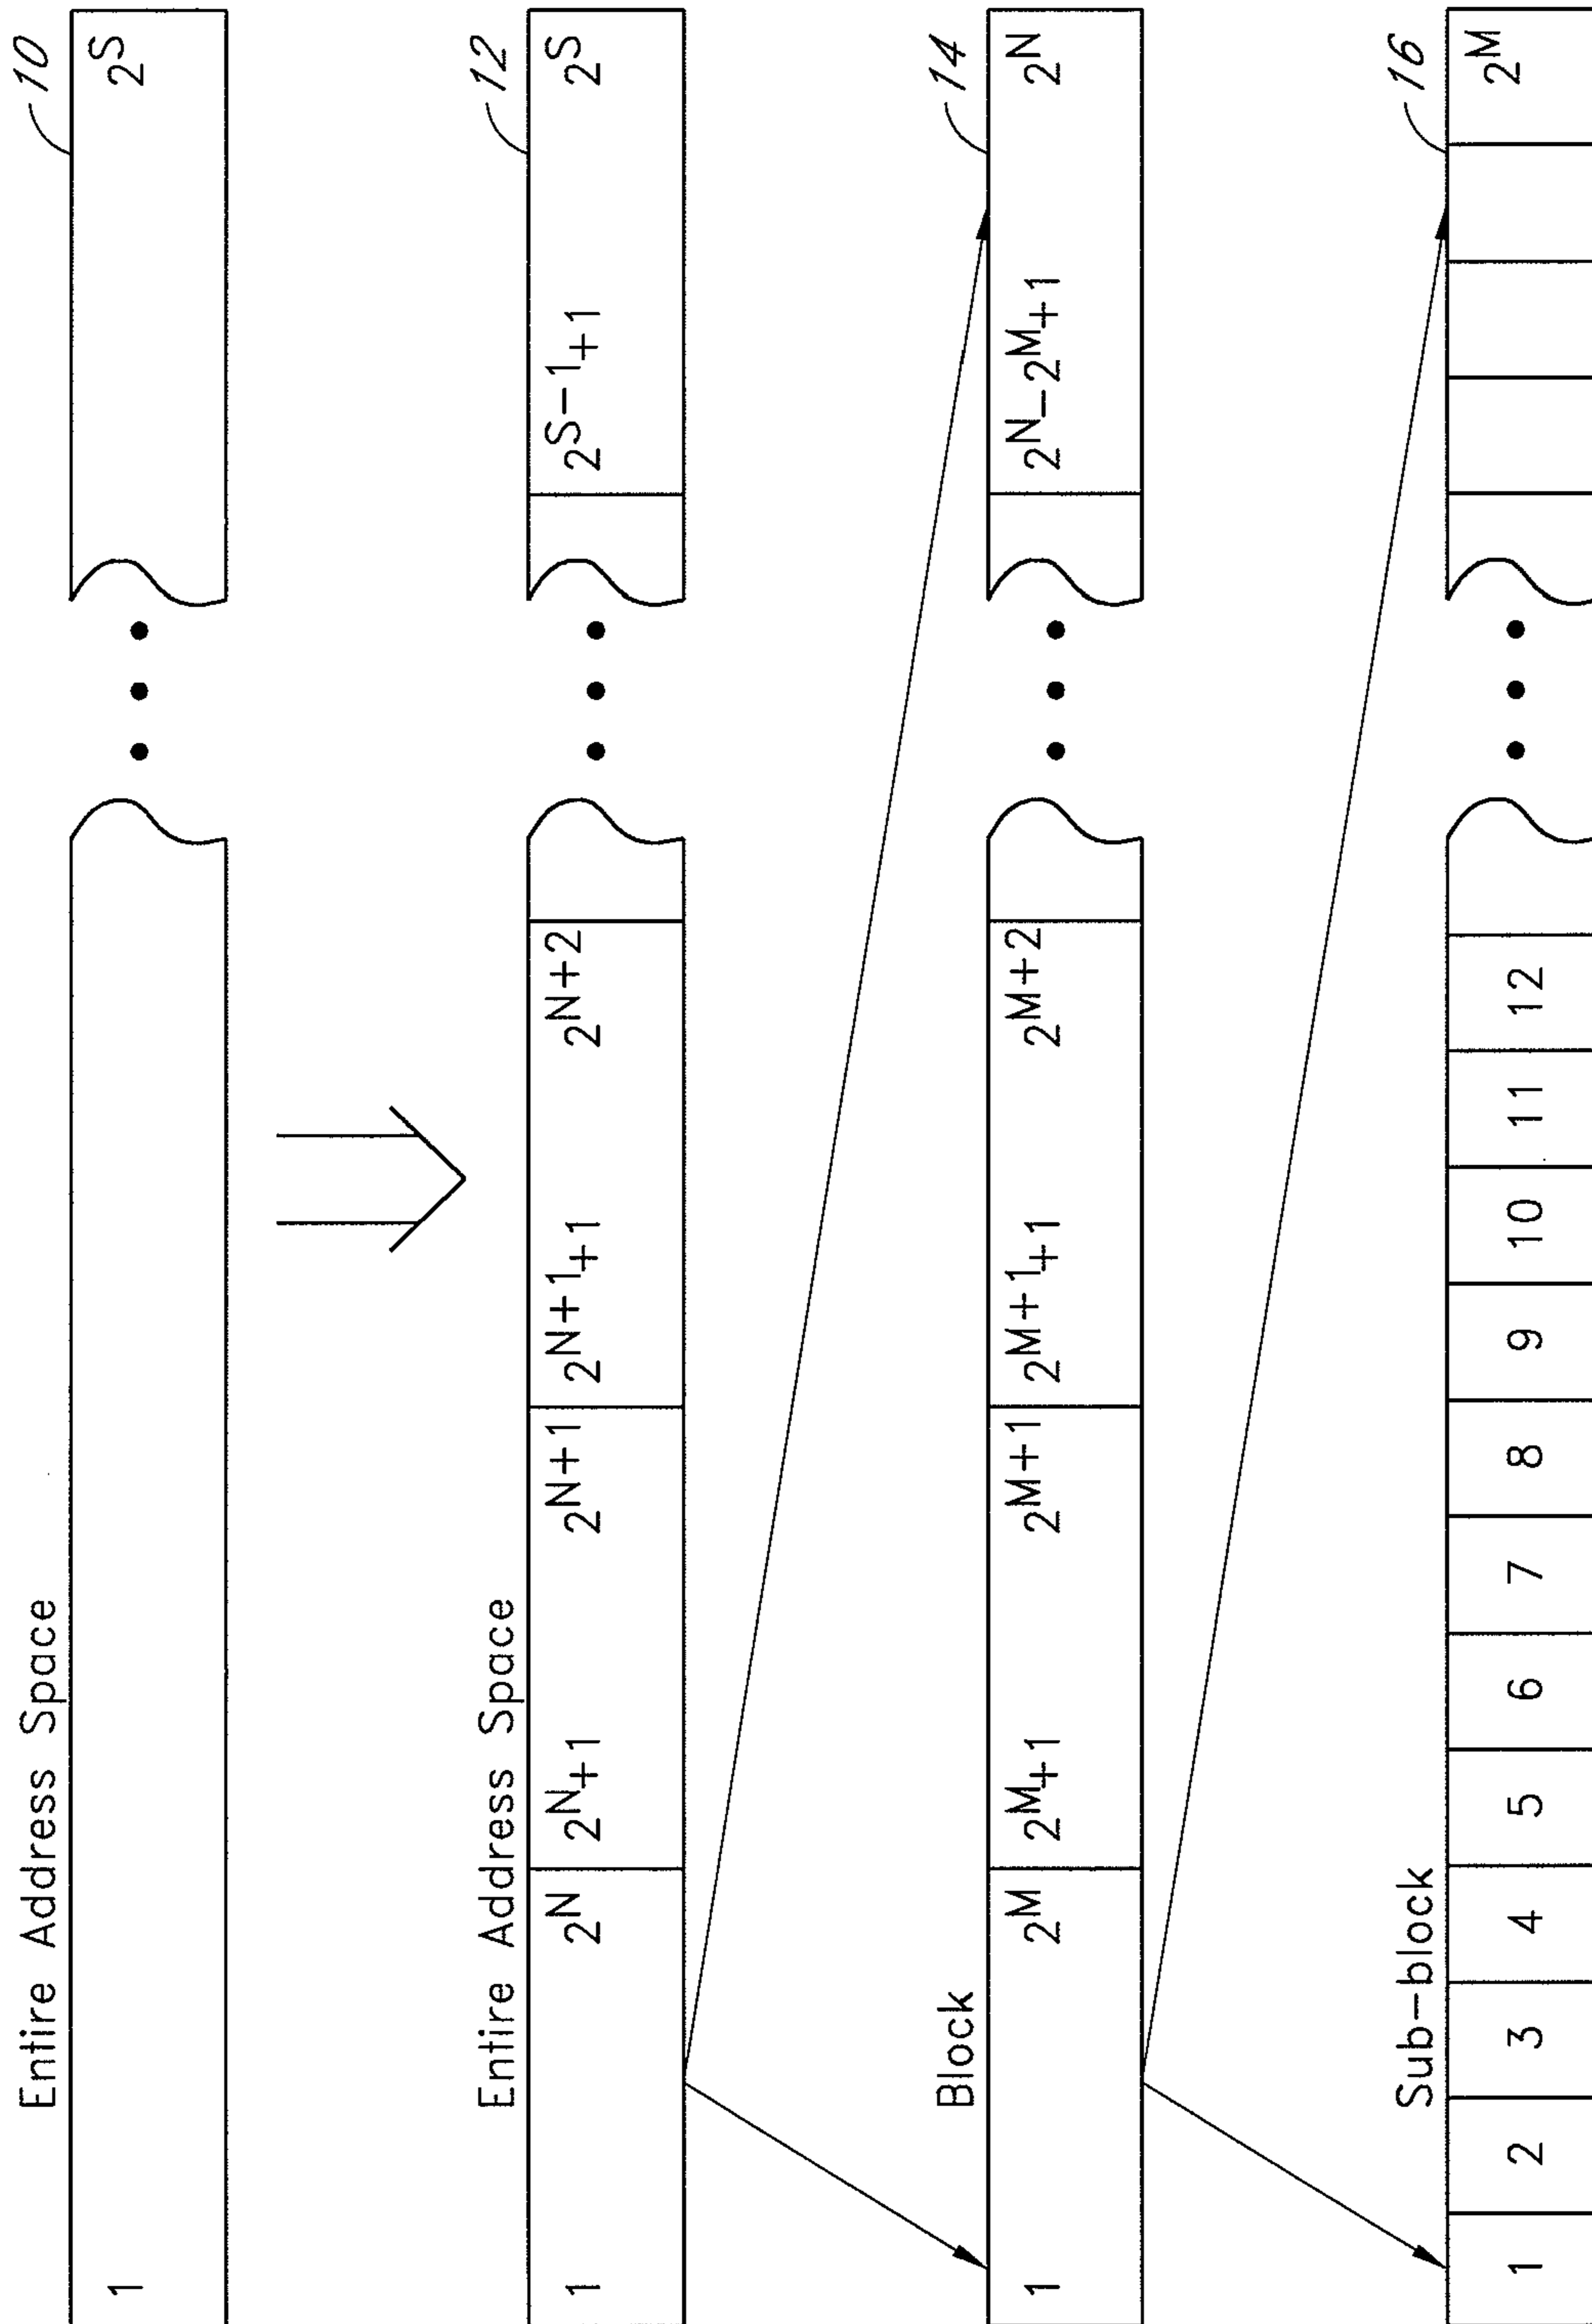 10
Entire Address Space
1 2^S
12
Entire Address Space
1 2^N 2^N+1 2^(N+1) 2^(N+1)+1 2^(N+2) 2^(S-1)+1 2^S
14
Block
1 2^M 2^M+1 2^(M+1) 2^(M+1)+1 2^(M+2) 2^N-2^M+1 2^N
16
Sub-block
1 2 3 4 5 6 7 8 9 10 11 12 2^M